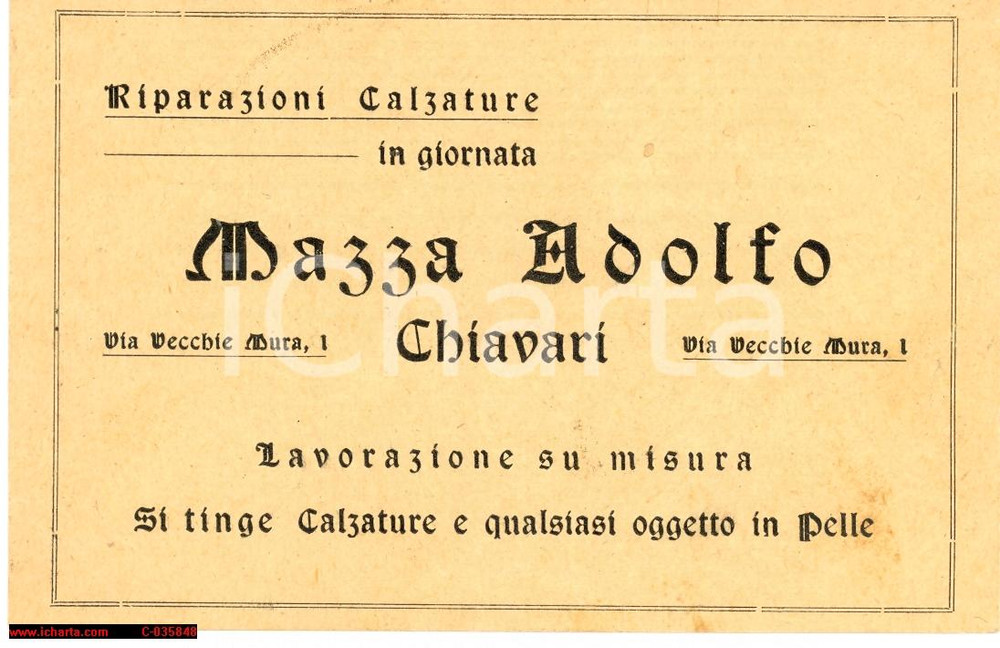 Riparazioni Calzature
in giornata
Mazza Adolfo
Via Vecchie Mura, 1 Chiavari Via Vecchie Mura, 1
Lavorazione su misura
Si tinge Calzature e qualsiasi oggetto in Pelle
iCharta
www.icharta.com C-035848